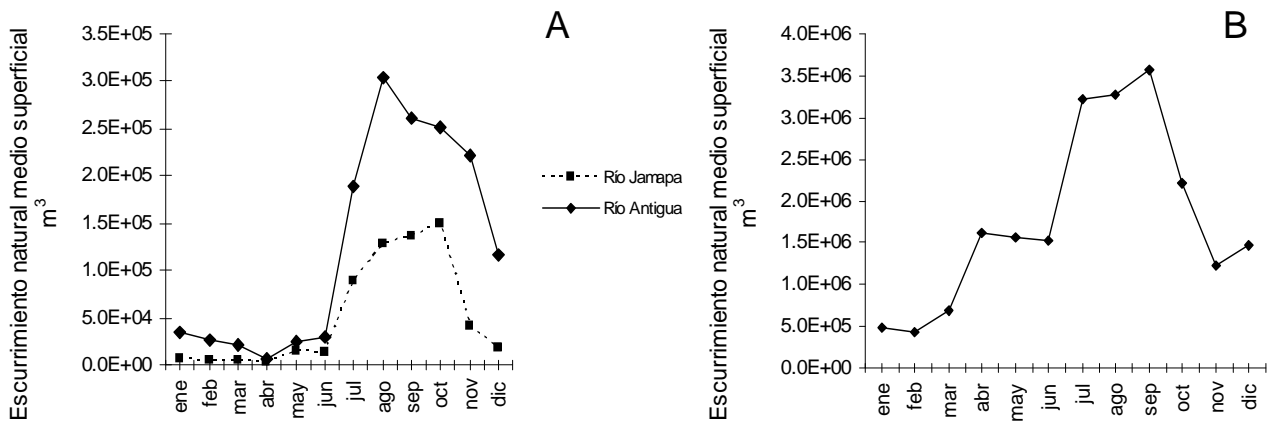 A
Escurrimiento natural medio superficial
m³
3.5E+05
3.0E+05
2.5E+05
2.0E+05
1.5E+05
1.0E+05
5.0E+04
0.0E+00
ene
feb
mar
abr
may
jun
jul
ago
sep
oct
nov
dic
Río Jamapa
Río Antigua
B
Escurrimiento natural medio superficial
m³
4.0E+06
3.5E+06
3.0E+06
2.5E+06
2.0E+06
1.5E+06
1.0E+06
5.0E+05
0.0E+00
ene
feb
mar
abr
may
jun
jul
ago
sep
oct
nov
dic